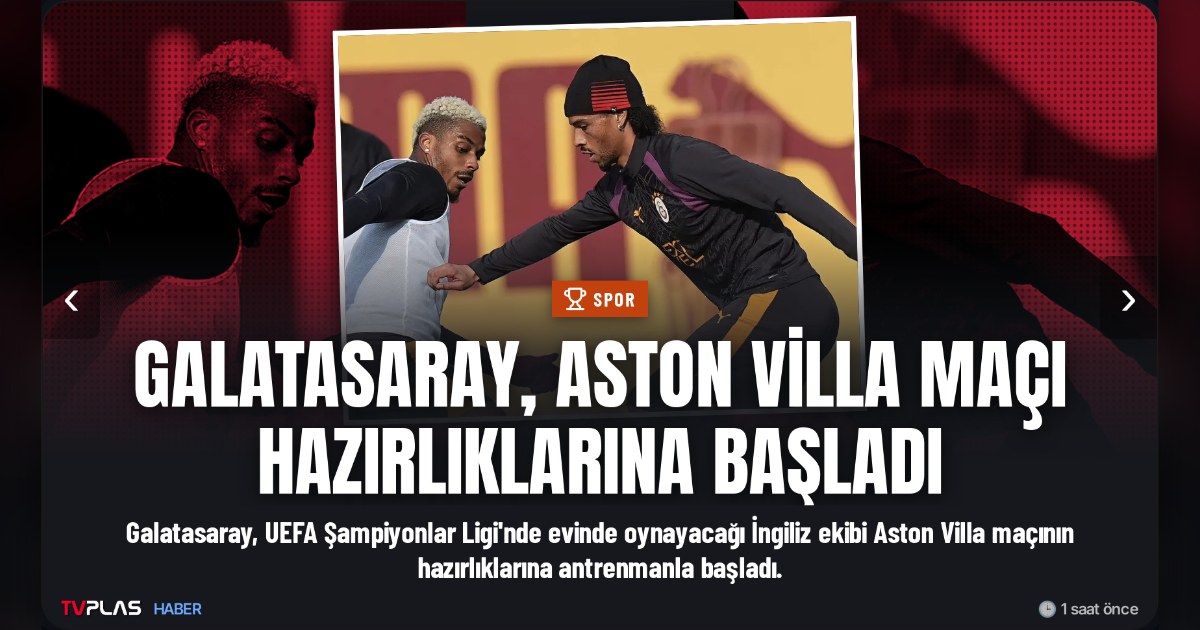 SPOR
GALATASARAY, ASTON VİLLA MAÇI
HAZIRLIKLARINA BAŞLADI
Galatasaray, UEFA Şampiyonlar Ligi'nde evinde oynayacağı İngiliz ekibi Aston Villa maçının
hazırlıklarına antrenmanla başladı.
TVPLAS HABER
1 saat önce